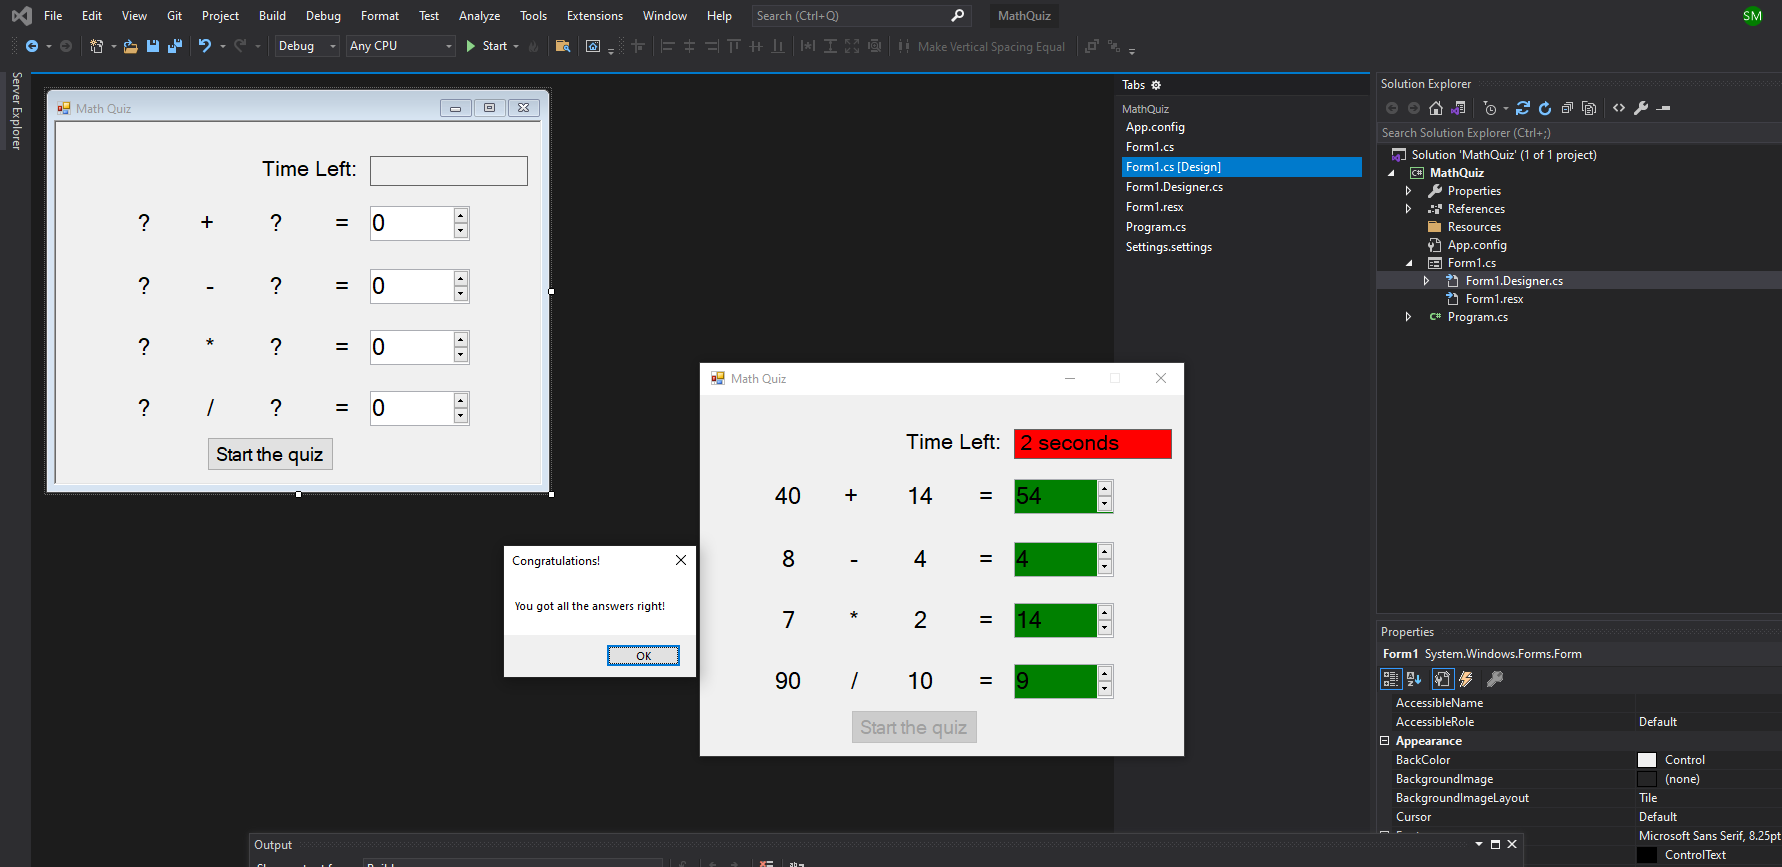 File Edit View Git Project Build Debug Format Test Analyze Tools Extensions Window Help Search (Ctrl+Q) MathQuiz SM
Debug Any CPU Start Make Vertical Spacing Equal
Server Explorer
Math Quiz
Time Left:
? + ? = 0
? - ? = 0
? * ? = 0
? / ? = 0
Start the quiz
Congratulations!
You got all the answers right!
OK
Math Quiz
Time Left: 2 seconds
40 + 14 = 54
8 - 4 = 4
7 * 2 = 14
90 / 10 = 9
Start the quiz
Tabs
MathQuiz
App.config
Form1.cs
Form1.cs [Design]
Form1.Designer.cs
Form1.resx
Program.cs
Settings.settings
Solution Explorer
Search Solution Explorer (Ctrl+;)
Solution 'MathQuiz' (1 of 1 project)
C# MathQuiz
Properties
References
Resources
App.config
Form1.cs
Form1.Designer.cs
Form1.resx
C# Program.cs
Properties
Form1 System.Windows.Forms.Form
AccessibleName
AccessibleRole Default
Appearance
BackColor Control
BackgroundImage (none)
BackgroundImageLayout Tile
Cursor Default
Microsoft Sans Serif, 8.25pt
ControlText
Output